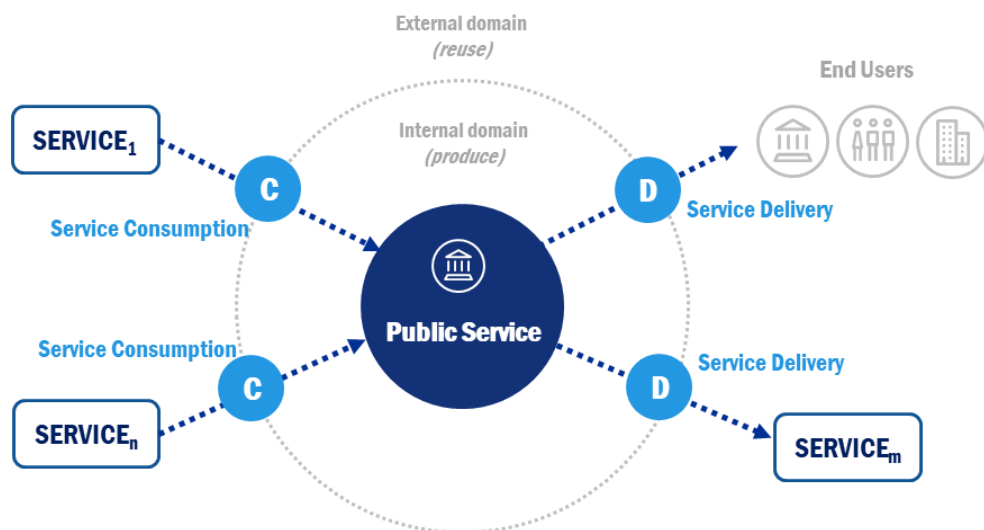 External domain
(reuse)
End Users
SERVICE1
Internal domain
(produce)
C
D
Service Consumption
Service Delivery
Public Service
Service Consumption
Service Delivery
C
D
SERVICEn
SERVICEm